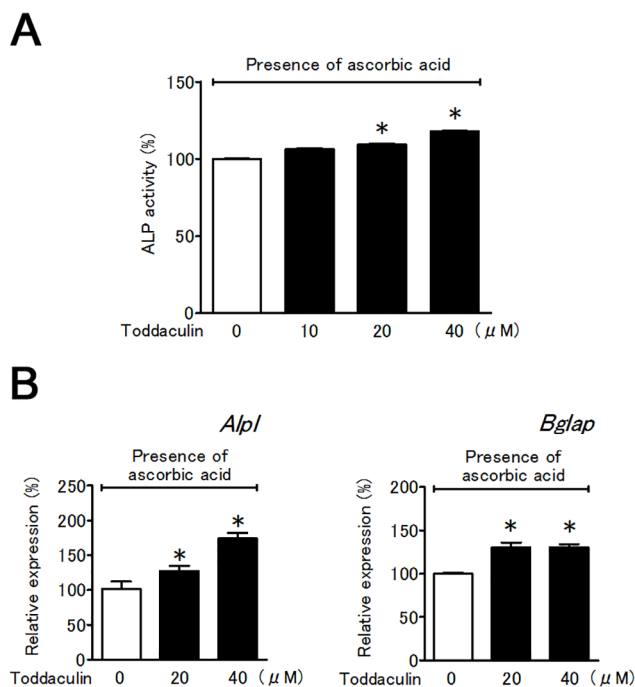 A
Presence of ascorbic acid
ALP activity (%)
150
100
50
0
*
*
Toddaculin 0 10 20 40 (μM)
B
Alpl
Presence of
ascorbic acid
Relative expression (%)
250
200
150
100
50
0
*
*
Toddaculin 0 20 40 (μM)
Bglap
Presence of
ascorbic acid
Relative expression (%)
200
150
100
50
0
*
*
Toddaculin 0 20 40 (μM)